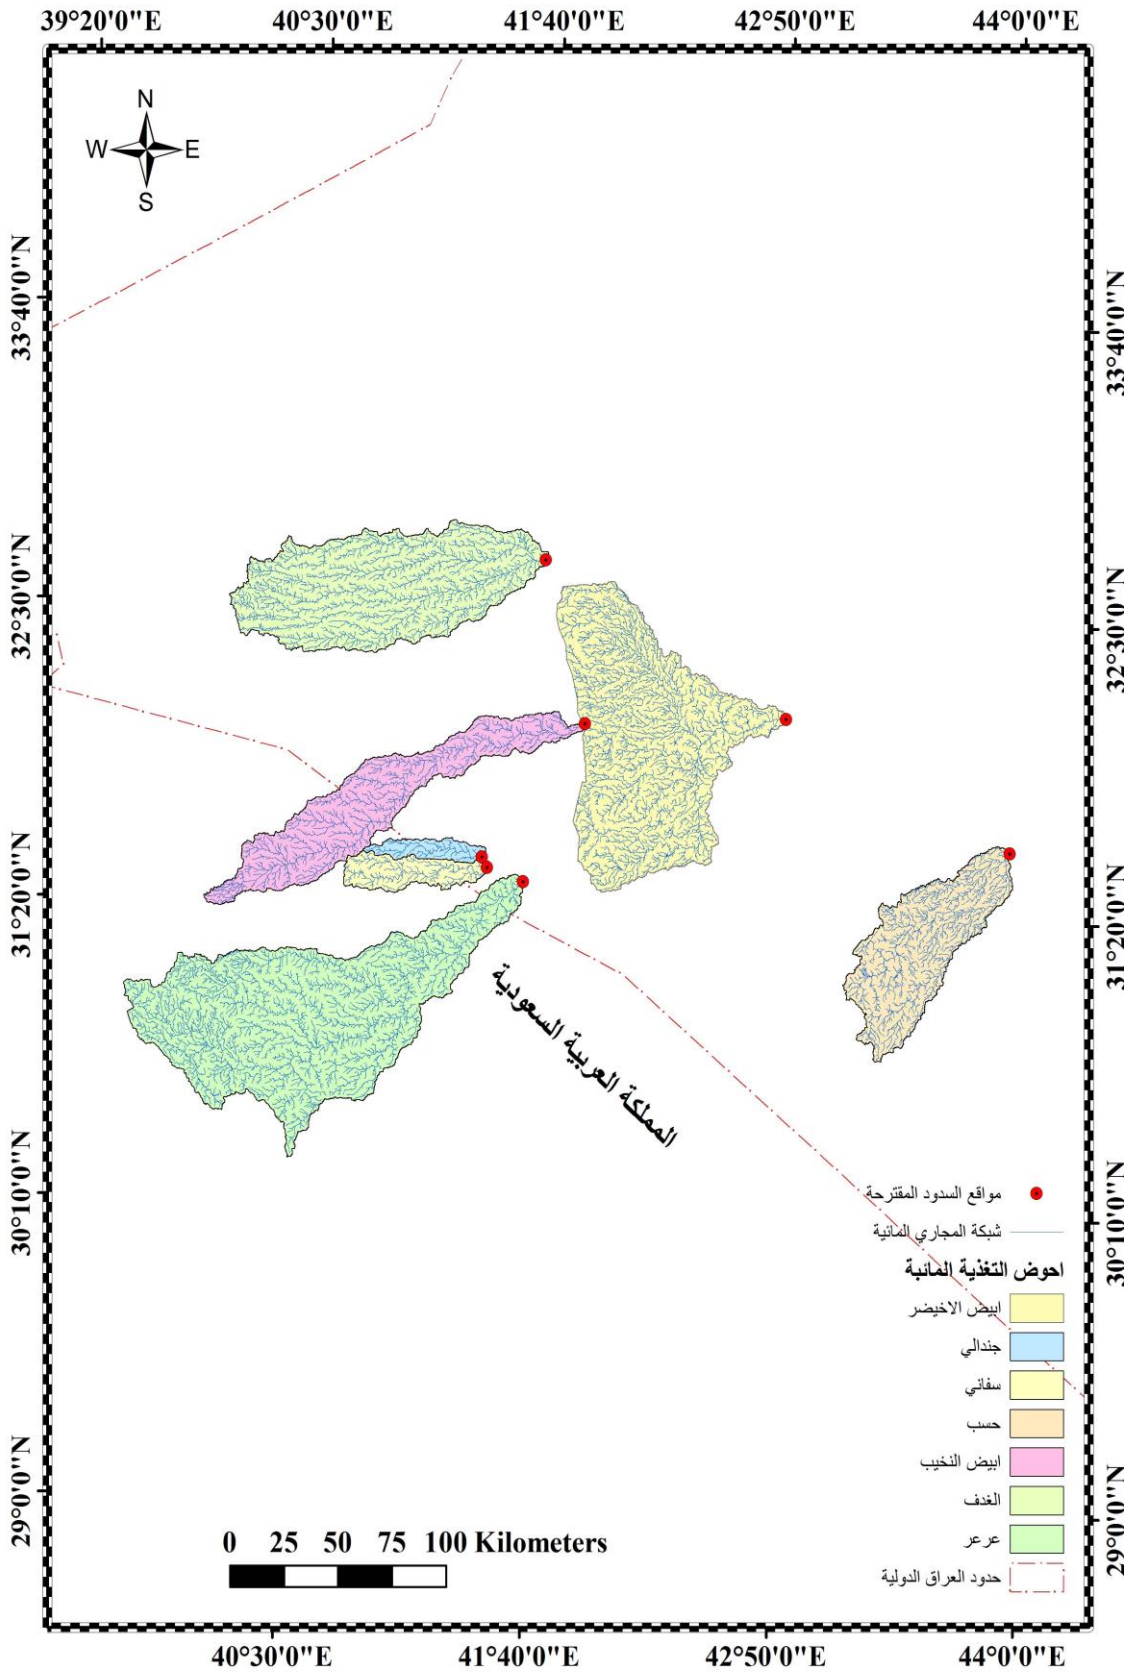 39°20'0"E 40°30'0"E 41°40'0"E 42°50'0"E 44°0'0"E
N
W E
S
33°40'0"N
33°40'0"N
32°30'0"N
32°30'0"N
31°20'0"N
31°20'0"N
المملكة العربية السعودية
30°10'0"N
30°10'0"N
مواقع السدود المقترحة
شبكة المجاري المائية
احوض التغذية المائية
ابيض الاخيضر
جندالي
سفائي
حسب
ابيض النخيب
الغدف
عرعر
حدود العراق الدولية
29°0'0"N
29°0'0"N
0 25 50 75 100 Kilometers
40°30'0"E 41°40'0"E 42°50'0"E 44°0'0"E